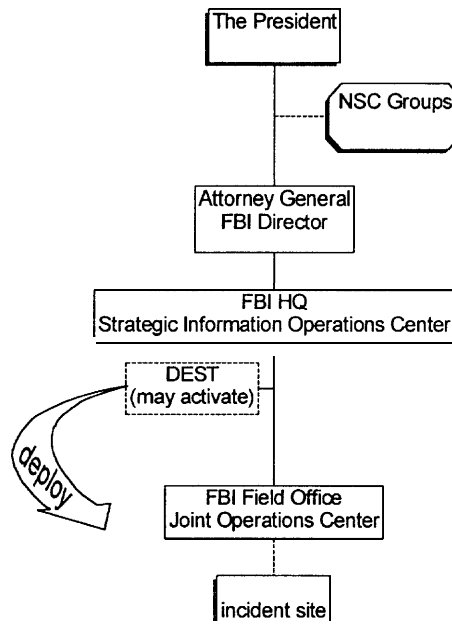 The President
NSC Groups
Attorney General
FBI Director
FBI HQ
Strategic Information Operations Center
DEST
(may activate)
deploy
FBI Field Office
Joint Operations Center
incident site